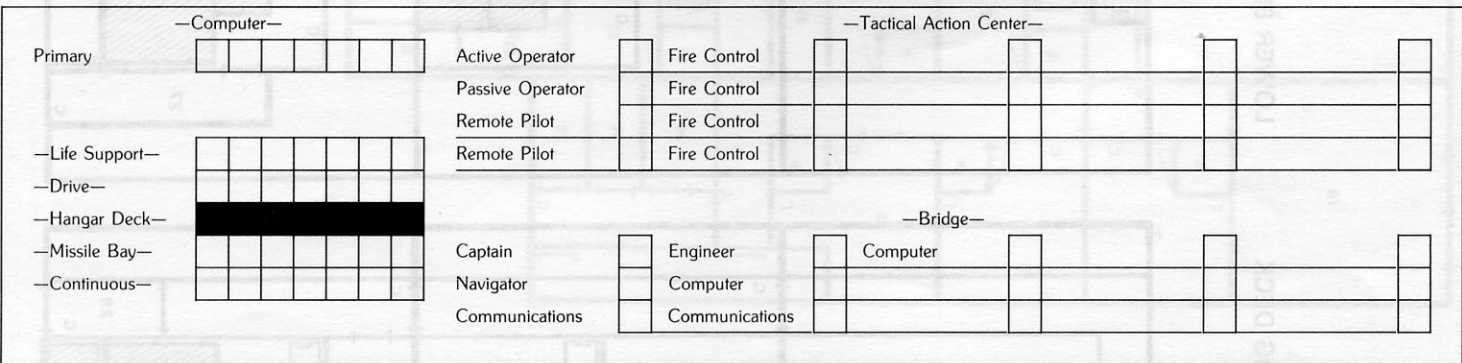 —Computer—
Primary
—Life Support—
—Drive—
—Hangar Deck—
—Missile Bay—
—Continuous—
—Tactical Action Center—
Active Operator Fire Control
Passive Operator Fire Control
Remote Pilot Fire Control
Remote Pilot Fire Control
—Bridge—
Captain Engineer Computer
Navigator Computer
Communications Communications